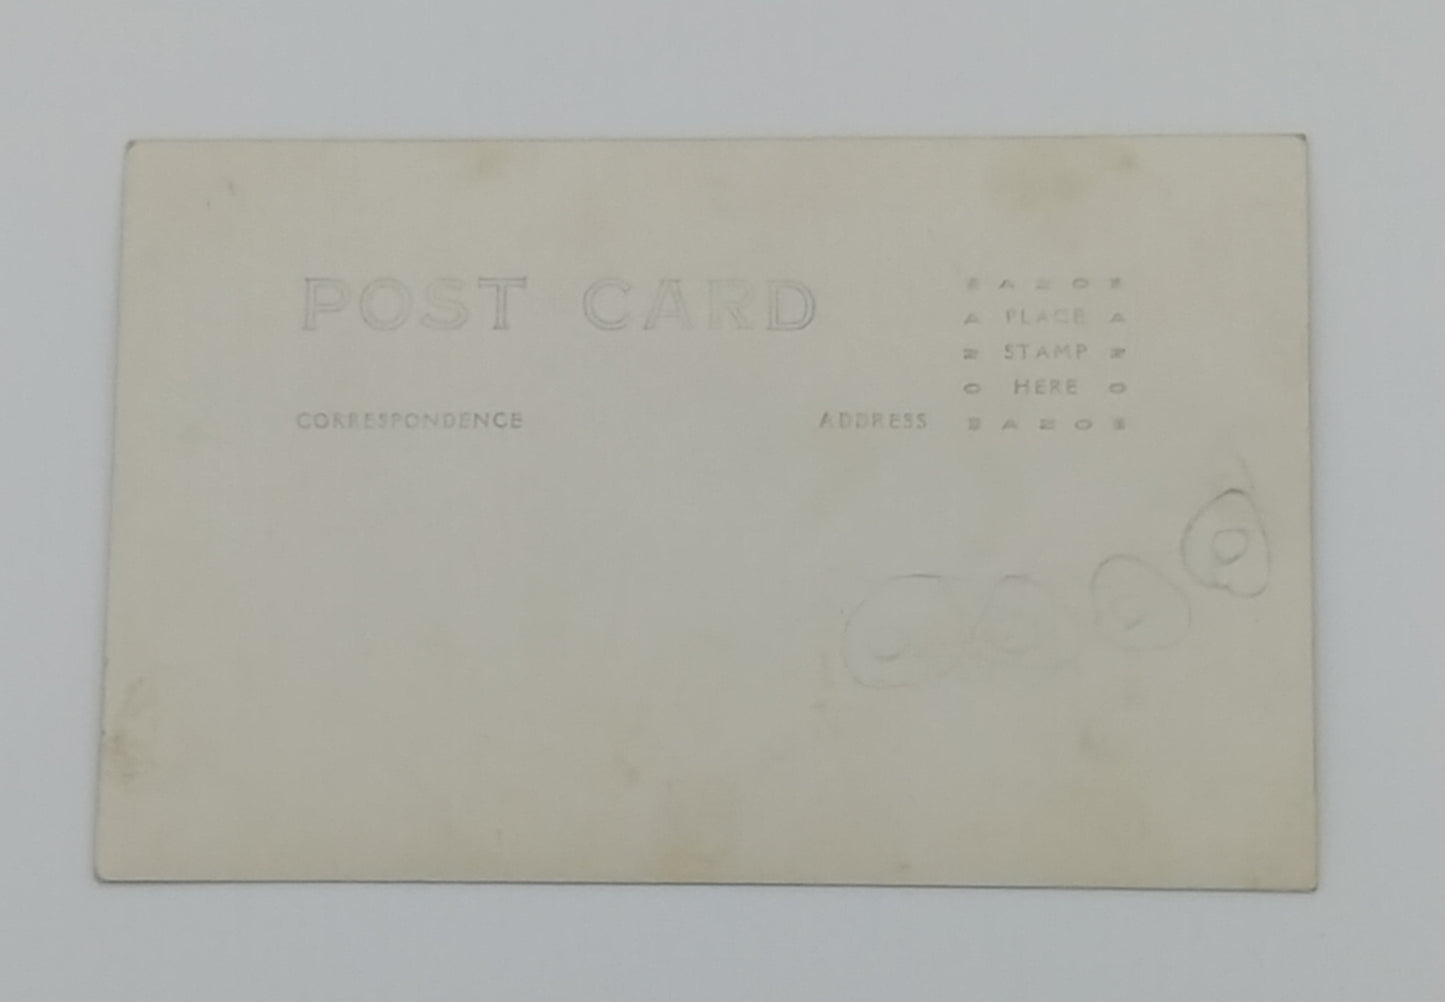 POST CARD
CORRESPONDENCE
ADDRESS
PLACE
A A
STAMP
O HERE O